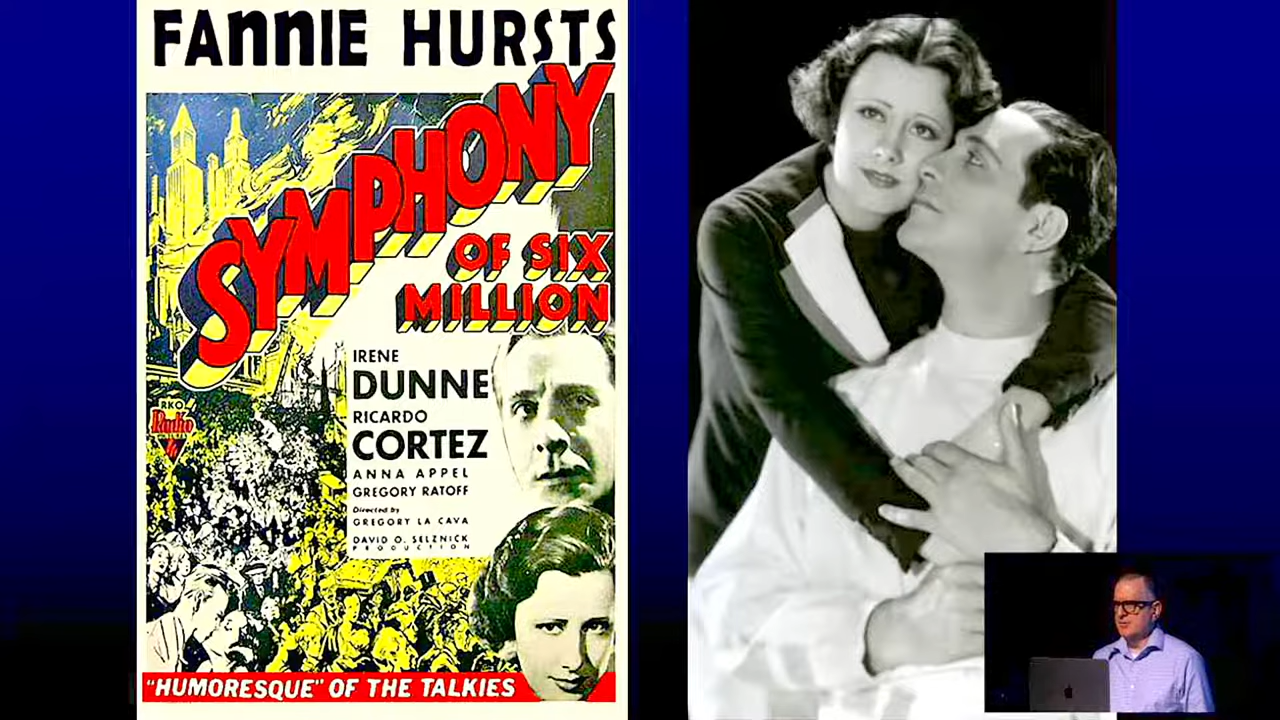 FANNIE HURSTS
SYMPHONY
OF SIX
MILLION
IRENE
DUNNE
RICARDO
CORTEZ
ANNA APPEL
GREGORY RATOFF
Directed by
GREGORY LA CAVA
DAVID O. SELZNICK
PRODUCTION
RKO
Radio
"HUMORESQUE" OF THE TALKIES